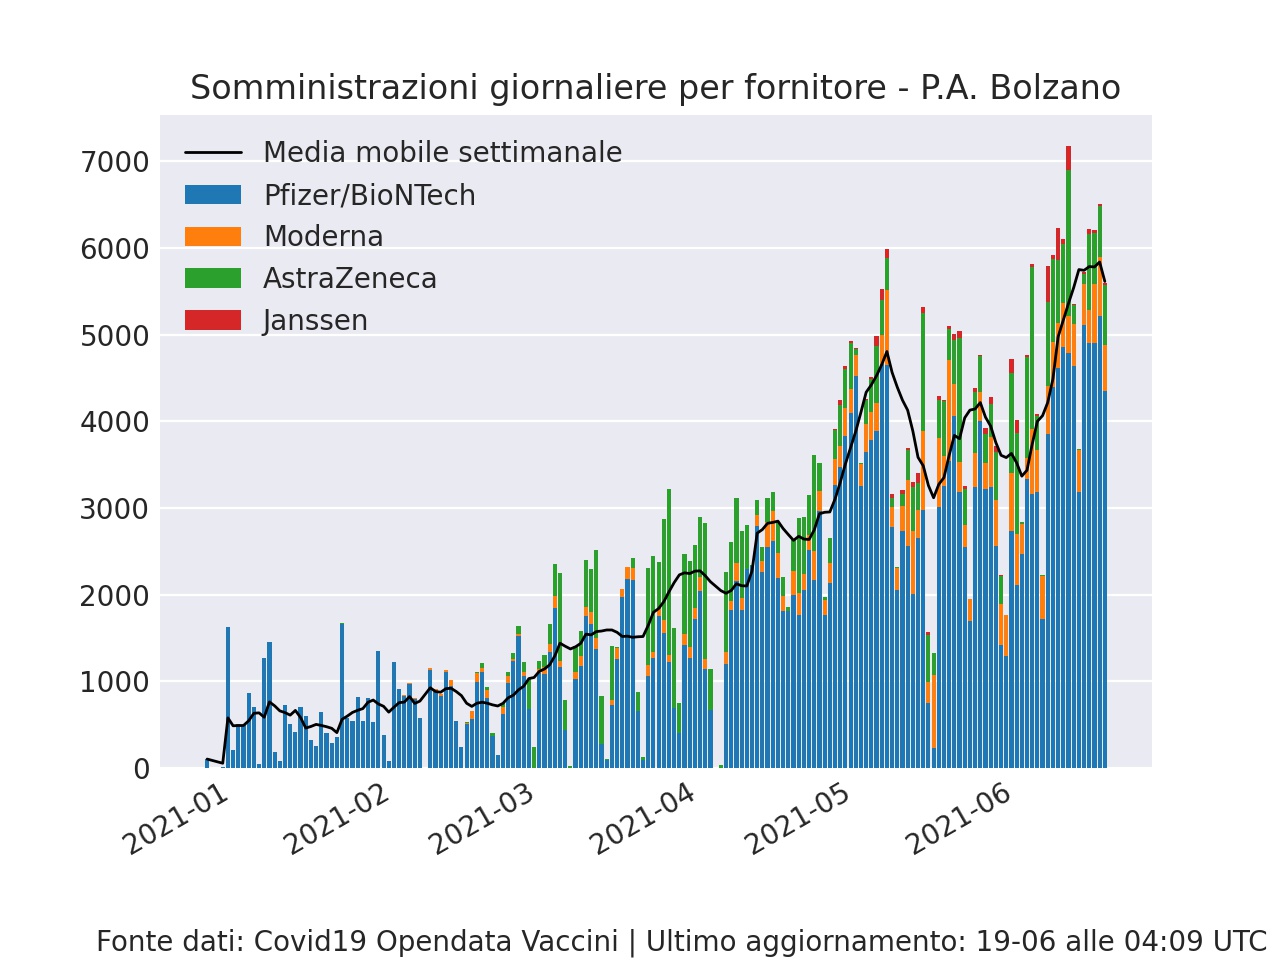 Somministrazioni giornaliere per fornitore - P.A. Bolzano
Media mobile settimanale
Pfizer/BioNTech
Moderna
AstraZeneca
Janssen
7000
6000
5000
4000
3000
2000
1000
0
2021-01
2021-02
2021-03
2021-04
2021-05
2021-06
Fonte dati: Covid19 Opendata Vaccini | Ultimo aggiornamento: 19-06 alle 04:09 UTC